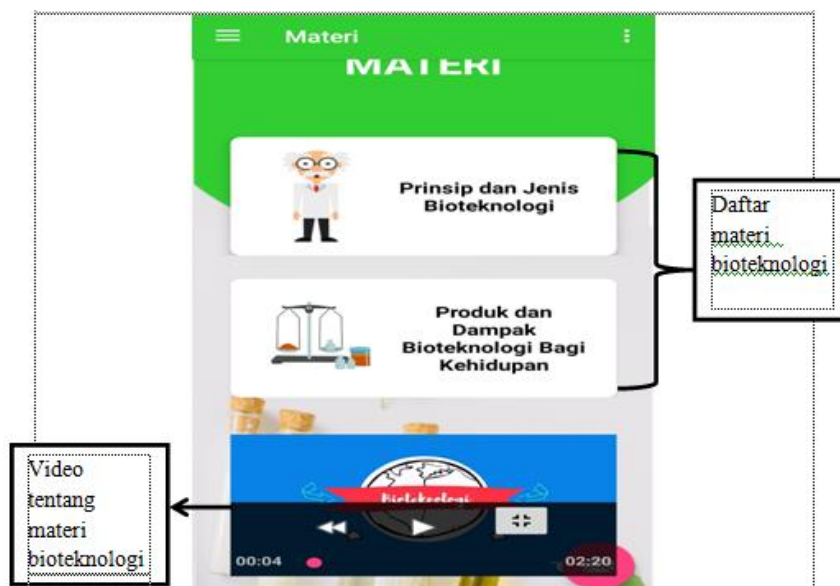 Materi
MATERI
Prinsip dan Jenis
Bioteknologi
Daftar
materi
bioteknologi
Produk dan
Dampak
Bioteknologi Bagi
Kehidupan
Video
tentang
materi
bioteknologi
Bioteknologi
00:04
02:20